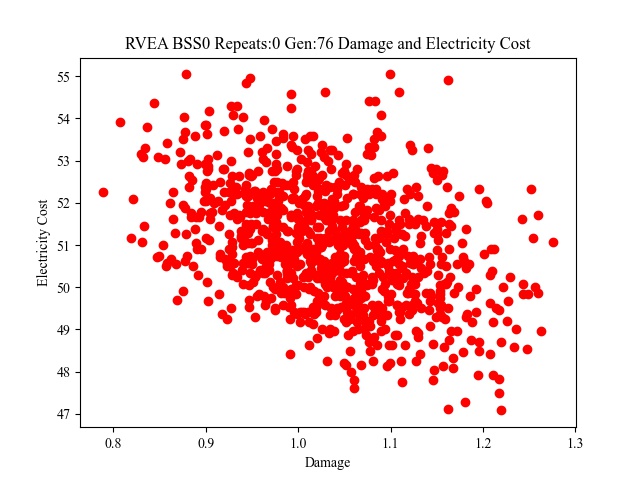 RVEA BSS0 Repeats:0 Gen:76 Damage and Electricity Cost
55
54
53
52
51
50
49
48
47
Electricity Cost
0.8 0.9 1.0 1.1 1.2 1.3
Damage